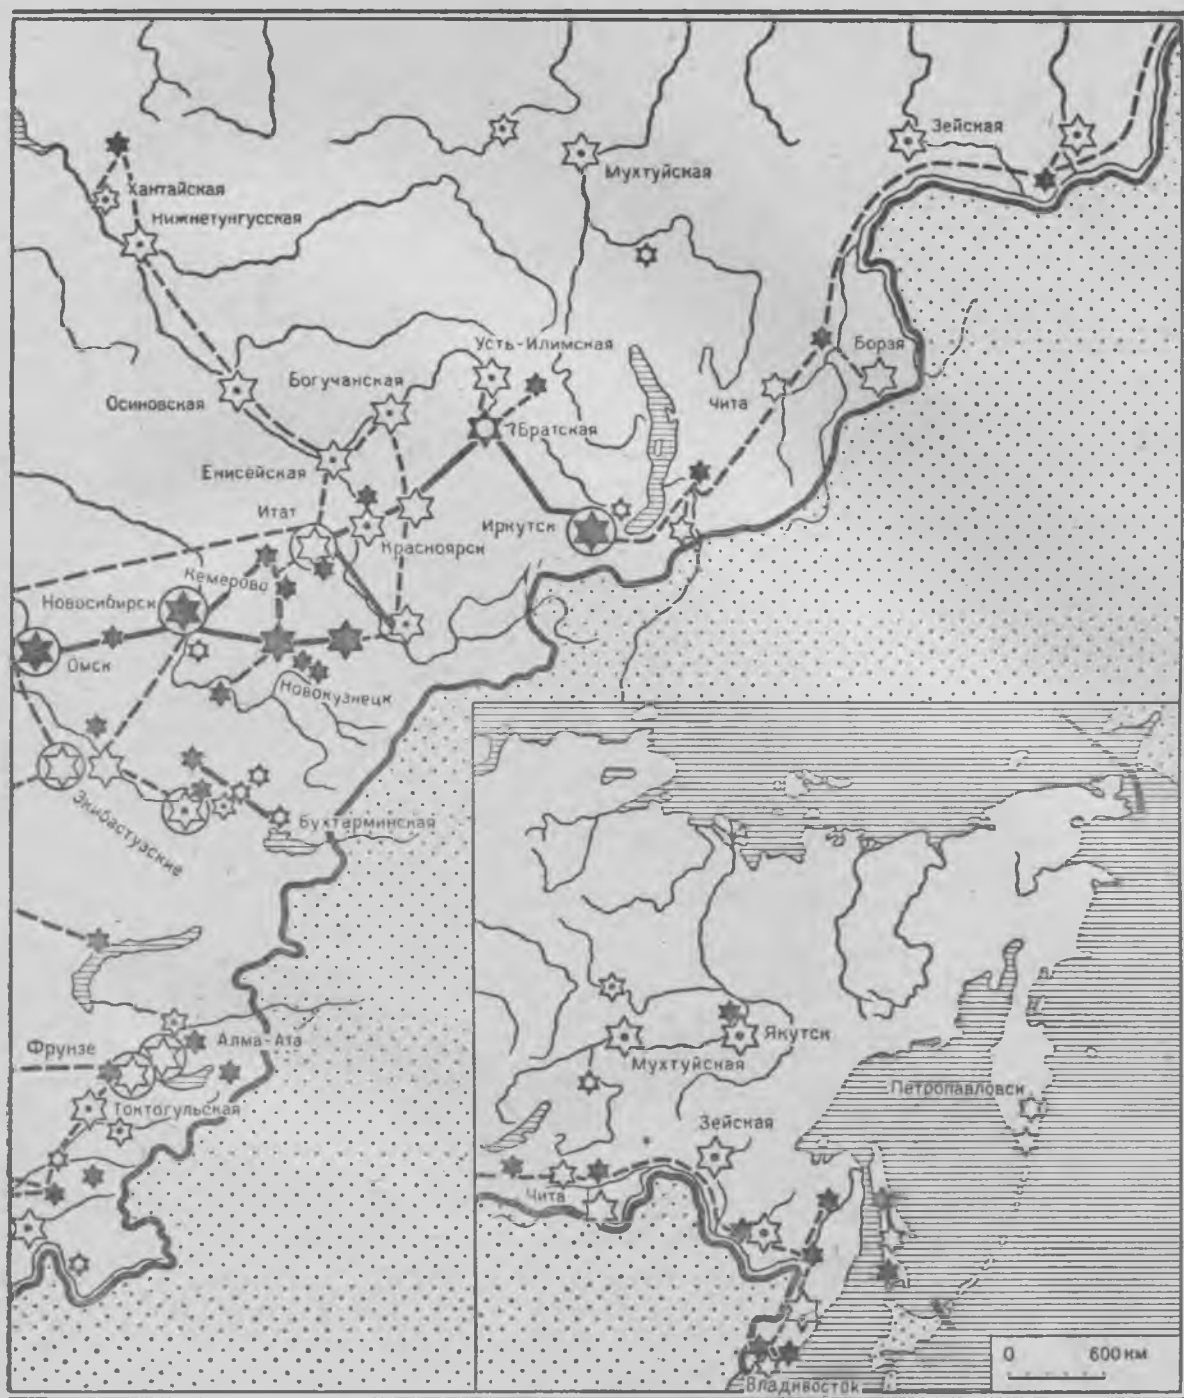 Зейская
Мухтуйская
Хантайская
Нижнетунгусская
Усть-Илимская
Борзя
Богучанская
Чита
Осиновская
Братская
Енисейская
Итат
Иркутск
Красноярск
Кемерово
Новосибирск
Омск
Новокузнецк
Экибастузские
Бухтарминская
Фрунзе
Алма-Ата
Токтогульская
Якутск
Мухтуйская
Петропавловск
Зейская
Чита
Владивосток
0 600 км